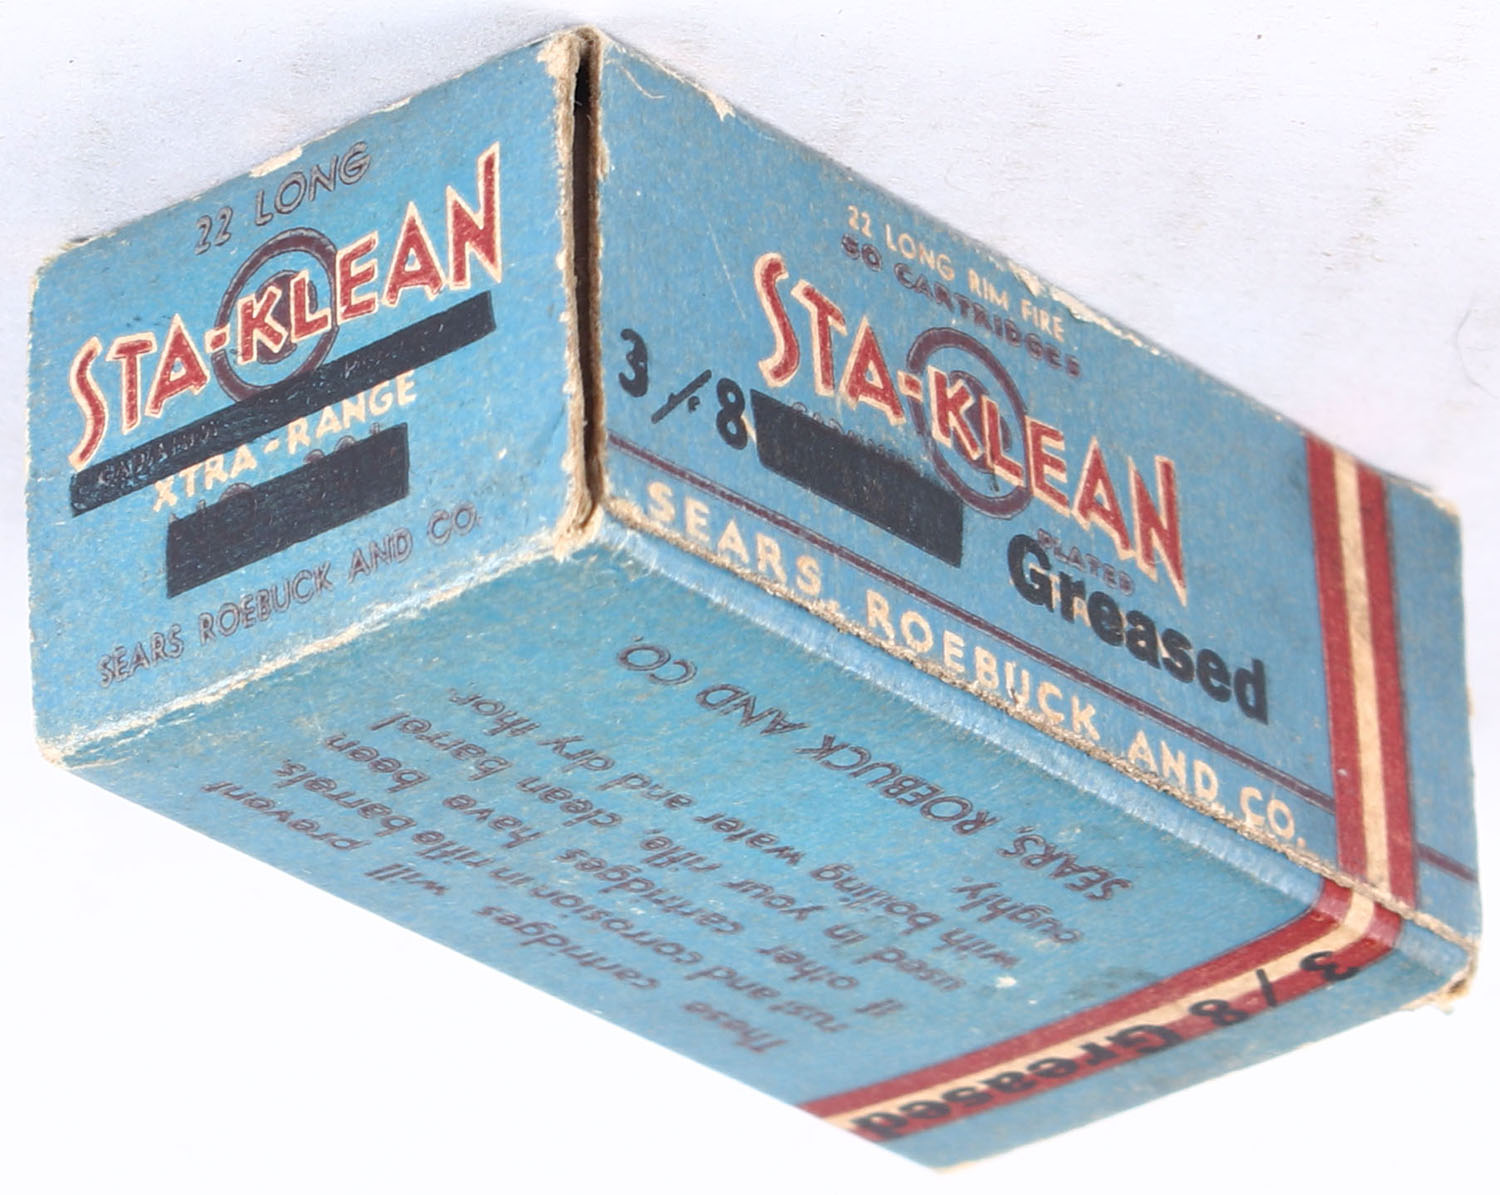 22 LONG
STA-KLEAN
XTRA-RANGE
SEARS ROEBUCK AND CO.
22 LONG RIM FIRE
50 CARTRIDGES
STA-KLEAN
PLATED
3/8
Greased
SEARS, ROEBUCK AND CO.
These cartridges will prevent
rust and corrosion in rifle barrels.
If other cartridges have been
used in your rifle, clean barrel
with boiling water and dry thor-
oughly.
SEARS, ROEBUCK AND CO.
3/8 Greased